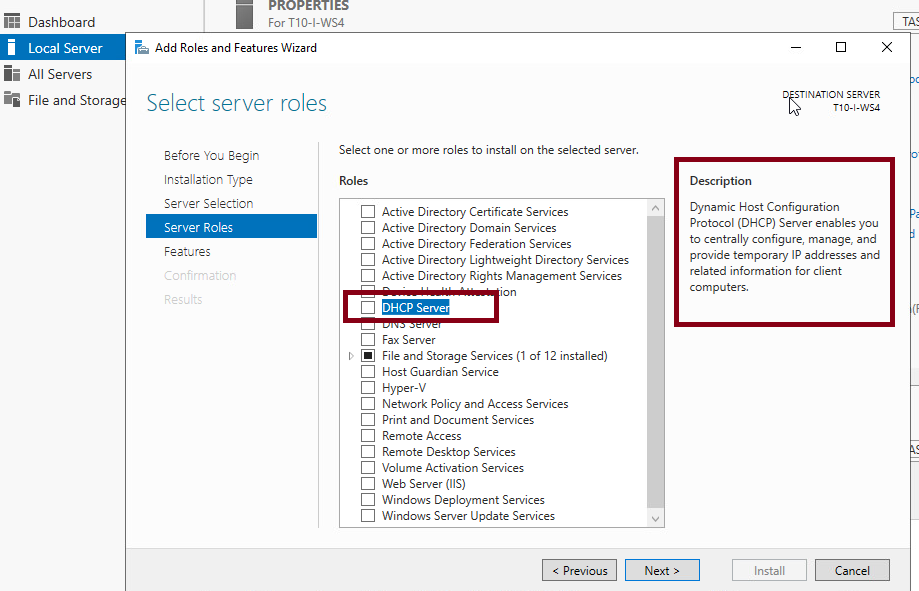 PROPERTIES
For T10-I-WS4
Dashboard
Local Server
All Servers
File and Storage
Add Roles and Features Wizard
Select server roles
DESTINATION SERVER
T10-I-WS4
Before You Begin
Installation Type
Server Selection
Server Roles
Features
Confirmation
Results
Select one or more roles to install on the selected server.
Roles
Active Directory Certificate Services
Active Directory Domain Services
Active Directory Federation Services
Active Directory Lightweight Directory Services
Active Directory Rights Management Services
Device Health Attestation
DHCP Server
DNS Server
Fax Server
File and Storage Services (1 of 12 installed)
Host Guardian Service
Hyper-V
Network Policy and Access Services
Print and Document Services
Remote Access
Remote Desktop Services
Volume Activation Services
Web Server (IIS)
Windows Deployment Services
Windows Server Update Services
Description
Dynamic Host Configuration
Protocol (DHCP) Server enables you
to centrally configure, manage, and
provide temporary IP addresses and
related information for client
computers.
< Previous
Next >
Install
Cancel